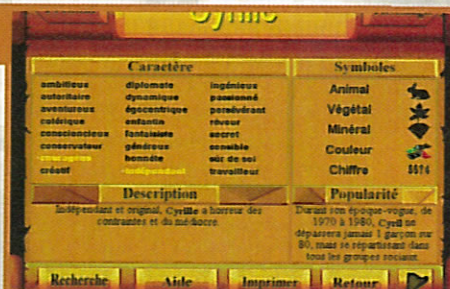 Cyrille
Caractère
ambitieux diplomate ingénieux
autoritaire dynamique passionné
aventureux égocentrique persévérant
colérique enfantin rêveur
consciencieux fantaisiste secret
conservateur généreux sensible
-courageux honnête sûr de soi
créatif -indépendant travailleur
Symboles
Animal
Végétal
Minéral
Couleur
Chiffre
Description
Indépendant et original, Cyrille a horreur des
contraintes et du médiocre.
Popularité
Durant son époque-vogue, de
1970 à 1980, Cyril ne
dépassera jamais 1 garçon sur
80, mais se répartissant dans
tous les groupes sociaux.
Recherche Aide Imprimer Retour